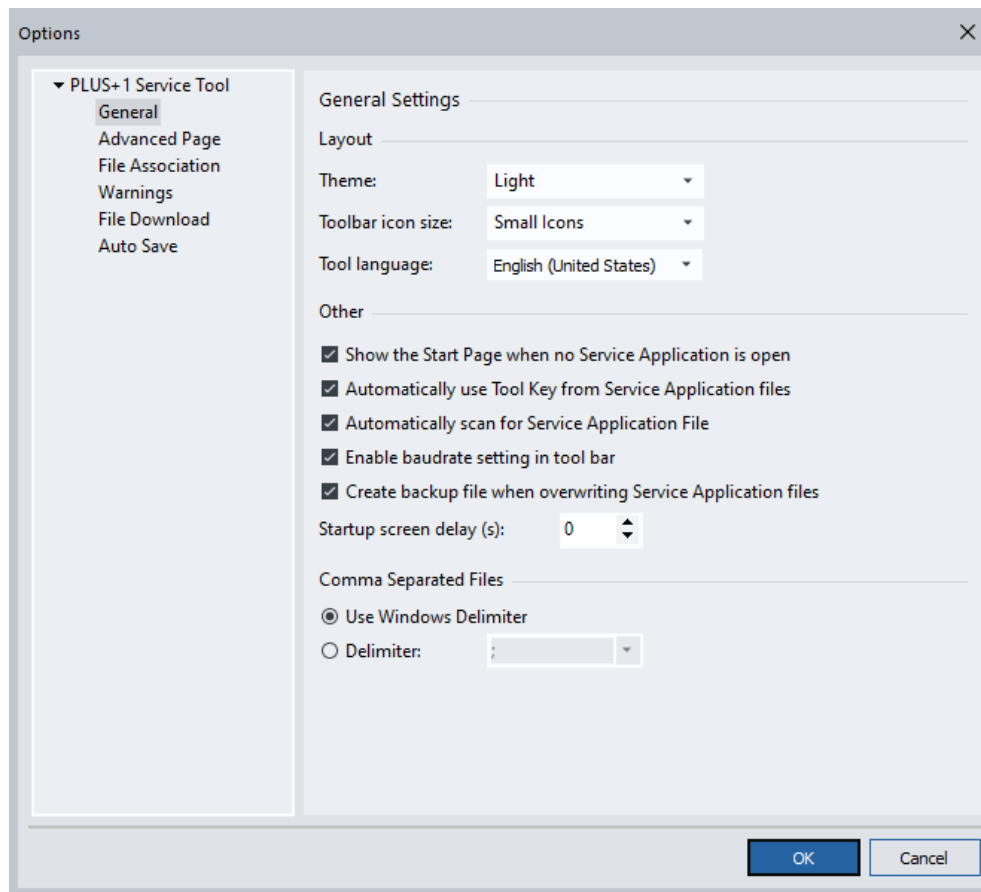 Options
PLUS+1 Service Tool
General
Advanced Page
File Association
Warnings
File Download
Auto Save
General Settings
Layout
Theme: Light
Toolbar icon size: Small Icons
Tool language: English (United States)
Other
Show the Start Page when no Service Application is open
Automatically use Tool Key from Service Application files
Automatically scan for Service Application File
Enable baudrate setting in tool bar
Create backup file when overwriting Service Application files
Startup screen delay (s): 0
Comma Separated Files
Use Windows Delimiter
Delimiter: ;
OK Cancel